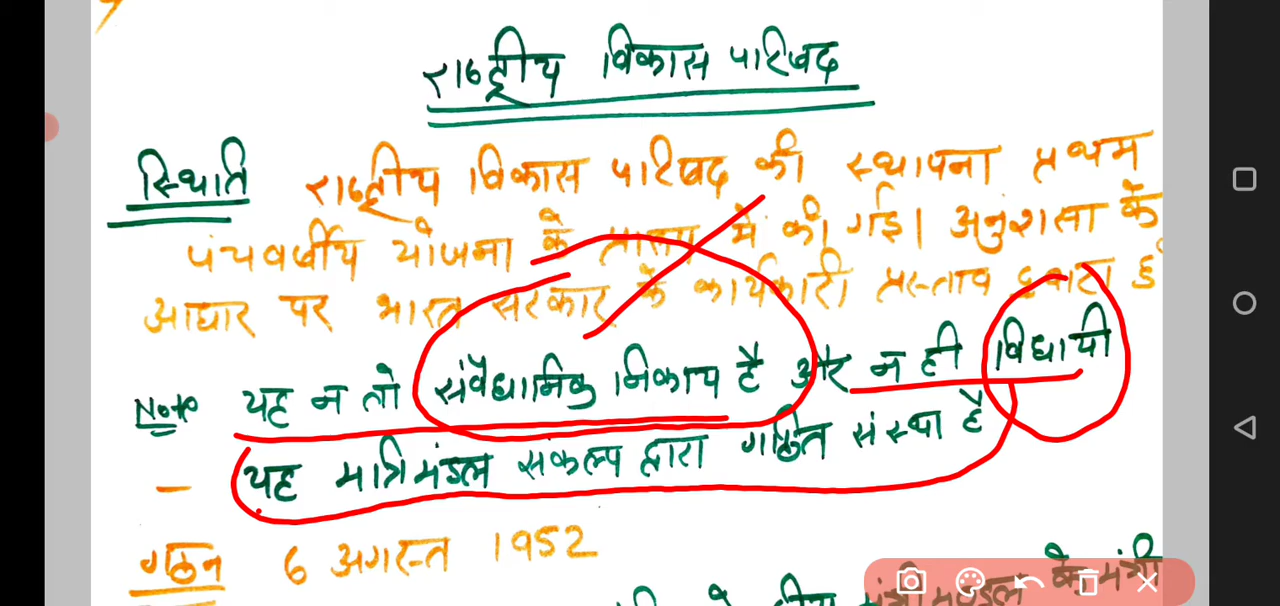 राष्ट्रीय विकास परिषद
स्थिति राष्ट्रीय विकास परिषद की स्थापना प्रथम
पंचवर्षीय योजना के प्रारूप में की गई। अनुशंसा के
आधार पर भारत सरकार के कार्यकारी प्रस्ताव द्वारा हु
Note यह न तो संवैधानिक निकाय है और न ही विधायी
- यह मंत्रिमंडल संकल्प द्वारा गठित संस्था है
गठन 6 अगस्त 1952